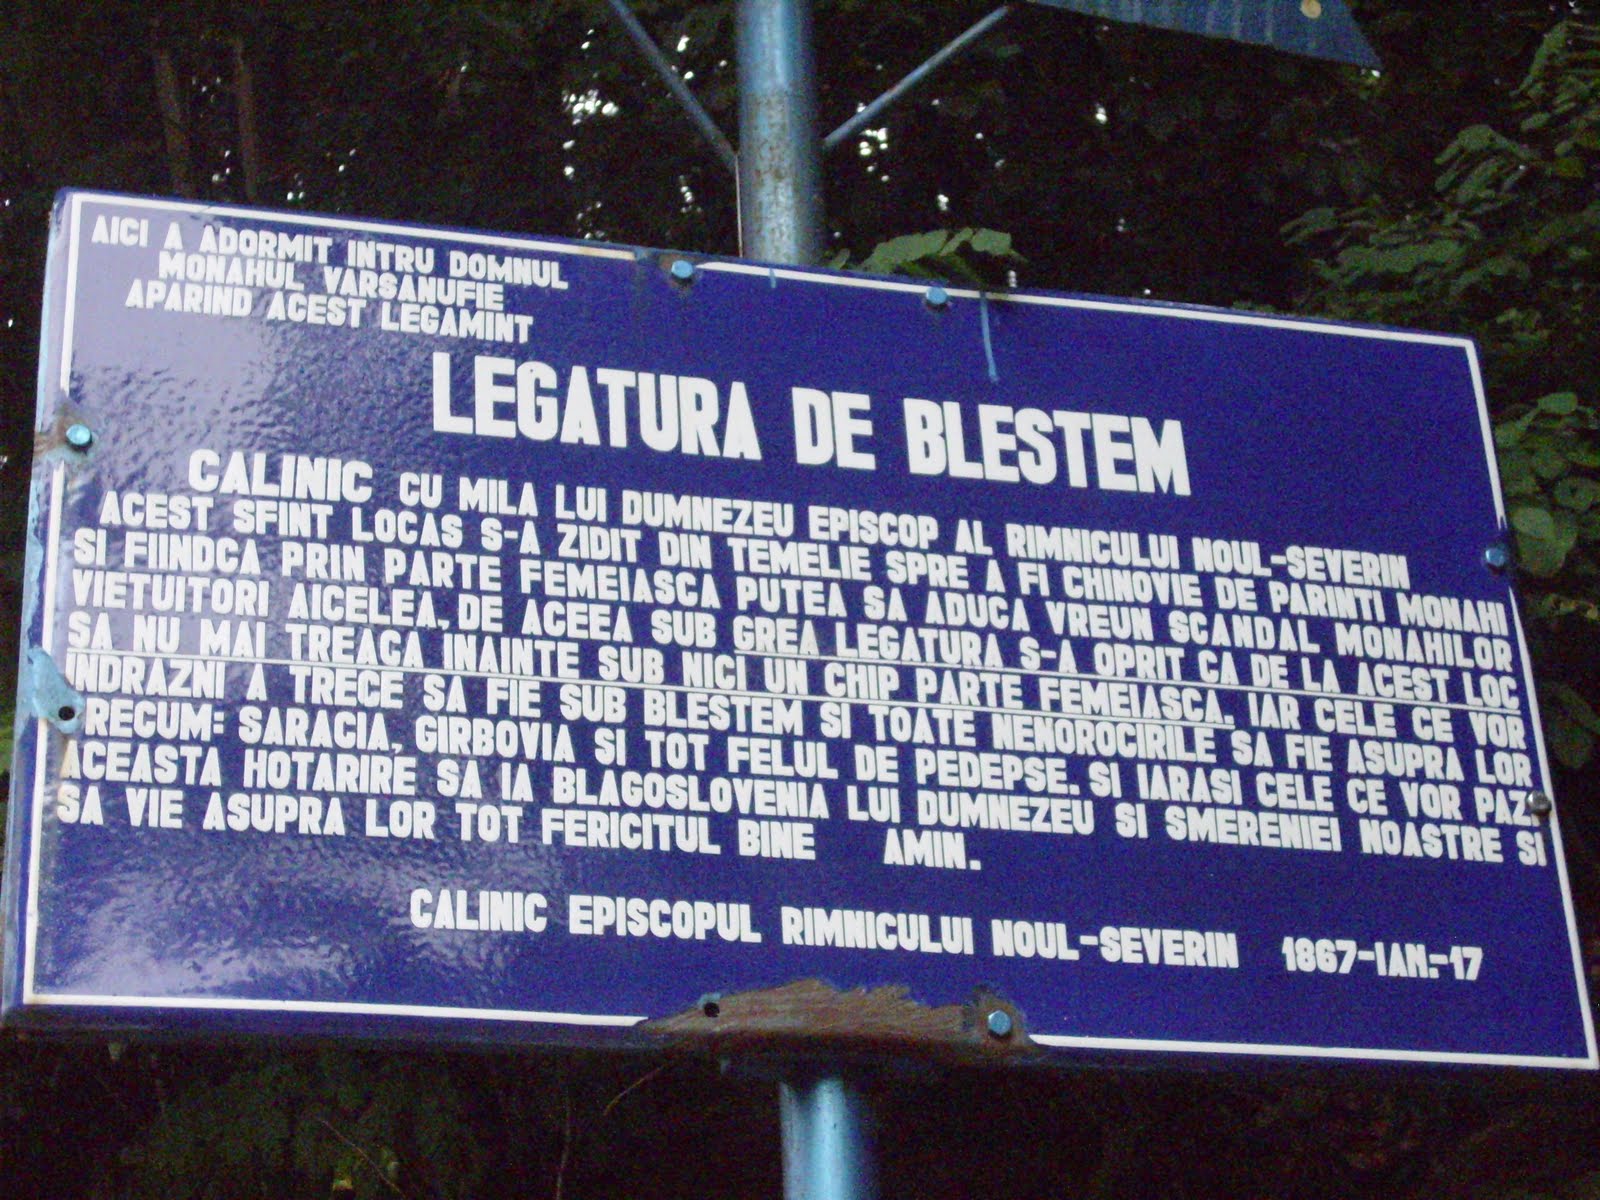 AICI A ADORMIT INTRU DOMNUL
MONAHUL VARSANUFIE
APARIND ACEST LEGAMINT
LEGATURA DE BLESTEM
CALINIC CU MILA LUI DUMNEZEU EPISCOP AL RIMNICULUI NOUL-SEVERIN
ACEST SFINT LOCAS S-A ZIDIT DIN TEMELIE SPRE A FI CHINOVIE DE PARINTI MONAHI
SI FIINDCA PRIN PARTE FEMEIASCA PUTEA SA ADUCA VREUN SCANDAL MONAHILOR
VIETUITORI AICELEA, DE ACEEA SUB GREA LEGATURA S-A OPRIT CA DE LA ACEST LOC
SA NU MAI TREACA INAINTE SUB NICI UN CHIP PARTE FEMEIASCA. IAR CELE CE VOR
INDRAZNI A TRECE SA FIE SUB BLESTEM SI TOATE NENOROCIRILE SA FIE ASUPRA LOR
PRECUM: SARACIA, GIRBOVIA SI TOT FELUL DE PEDEPSE. SI IARASI CELE CE VOR PAZI
ACEASTA HOTARIRE SA IA BLAGOSLOVENIA LUI DUMNEZEU SI SMERENIEI NOASTRE SI
SA VIE ASUPRA LOR TOT FERICITUL BINE AMIN.
CALINIC EPISCOPUL RIMNICULUI NOUL-SEVERIN 1867-IAN.-17